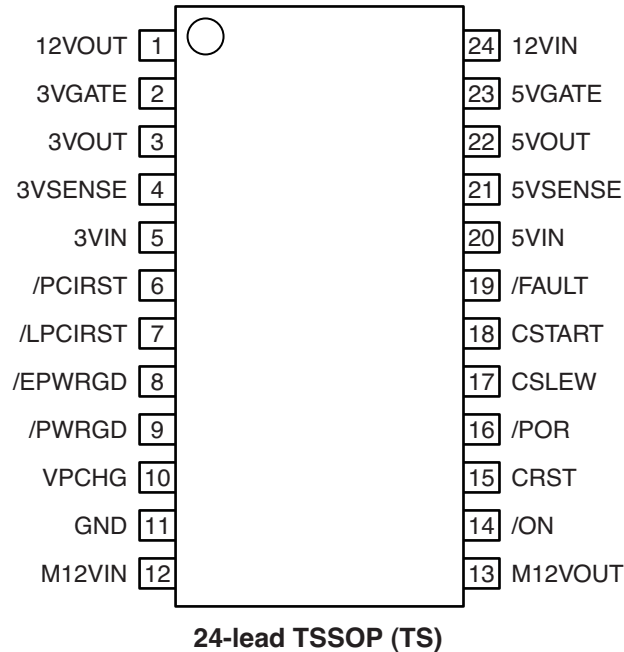 12VOUT 1 24 12VIN
3VGATE 2 23 5VGATE
3VOUT 3 22 5VOUT
3VSENSE 4 21 5VSENSE
3VIN 5 20 5VIN
/PCIRST 6 19 /FAULT
/LPCIRST 7 18 CSTART
/EPWRGD 8 17 CSLEW
/PWRGD 9 16 /POR
VPCHG 10 15 CRST
GND 11 14 /ON
M12VIN 12 13 M12VOUT
24-lead TSSOP (TS)